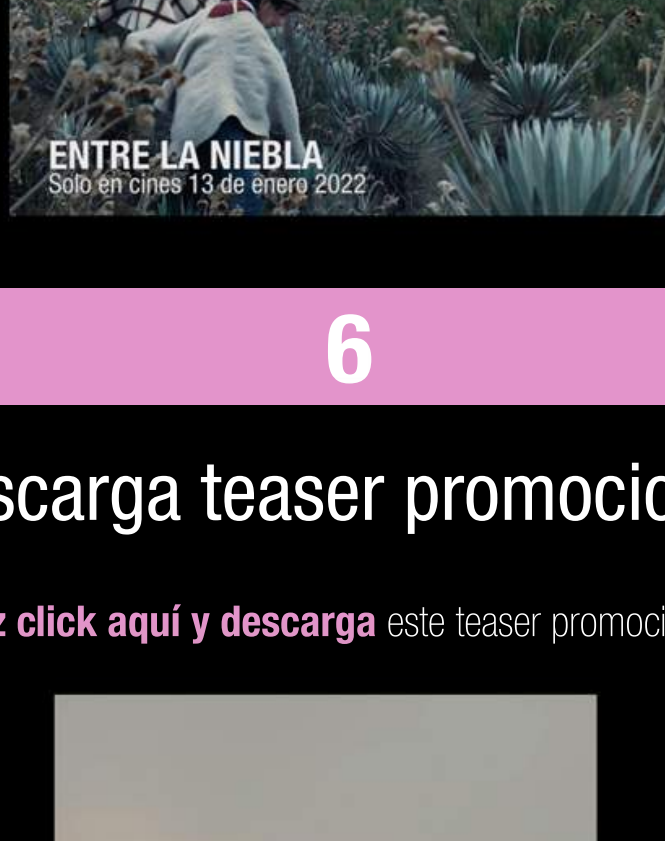 ENTRE LA NIEBLA
Solo en cines 13 de enero 2022
6
scarga teaser promocio
z click aquí y descarga este teaser promoci